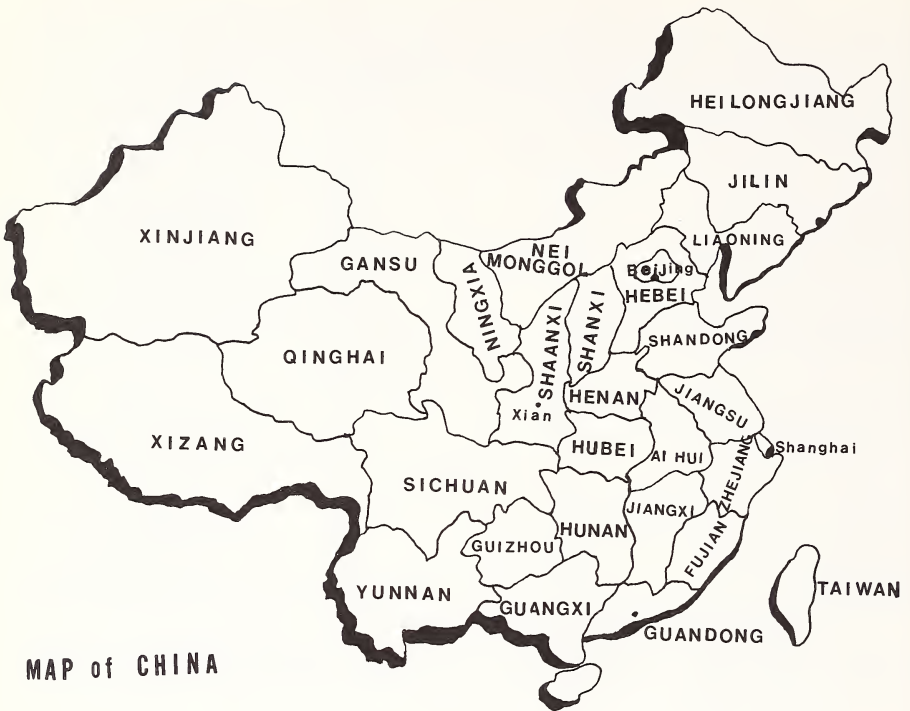 HEILONGJIANG
JILIN
LIAONING
XINJIANG
GANSU
NINGXIA
NEI
MONGGOL
BeiJing
HEBEI
SHANXI
SHAANXI
SHANDONG
QINGHAI
XIZANG
Xian
HENAN
JIANGSU
HUBEI
AI HUI
Shanghai
ZHEJIANG
SICHUAN
HUNAN
JIANGXI
FUJIAN
GUIZHOU
YUNNAN
GUANGXI
GUANDONG
TAIWAN
MAP of CHINA